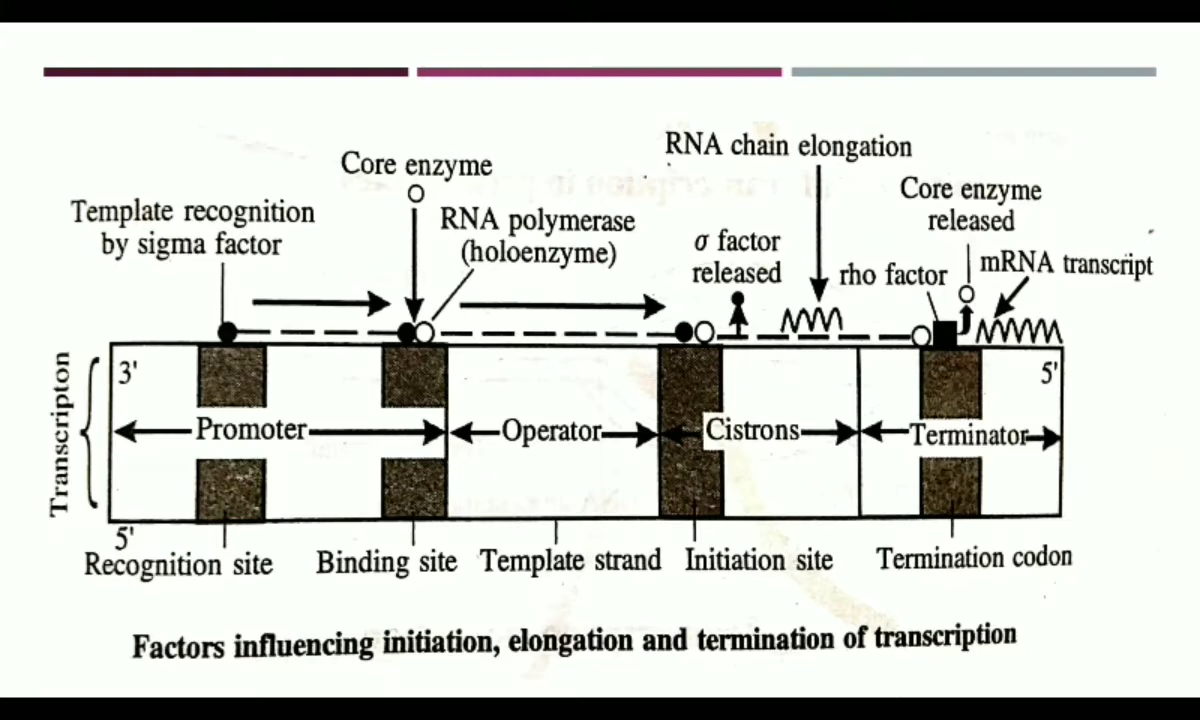 RNA chain elongation
Core enzyme
Core enzyme
released
Template recognition
by sigma factor
RNA polymerase
(holoenzyme)
σ factor
released
rho factor
mRNA transcript
Transcripton
3'
5'
Promoter
Operator
Cistrons
Terminator
5'
Recognition site
Binding site
Template strand
Initiation site
Termination codon
Factors influencing initiation, elongation and termination of transcription